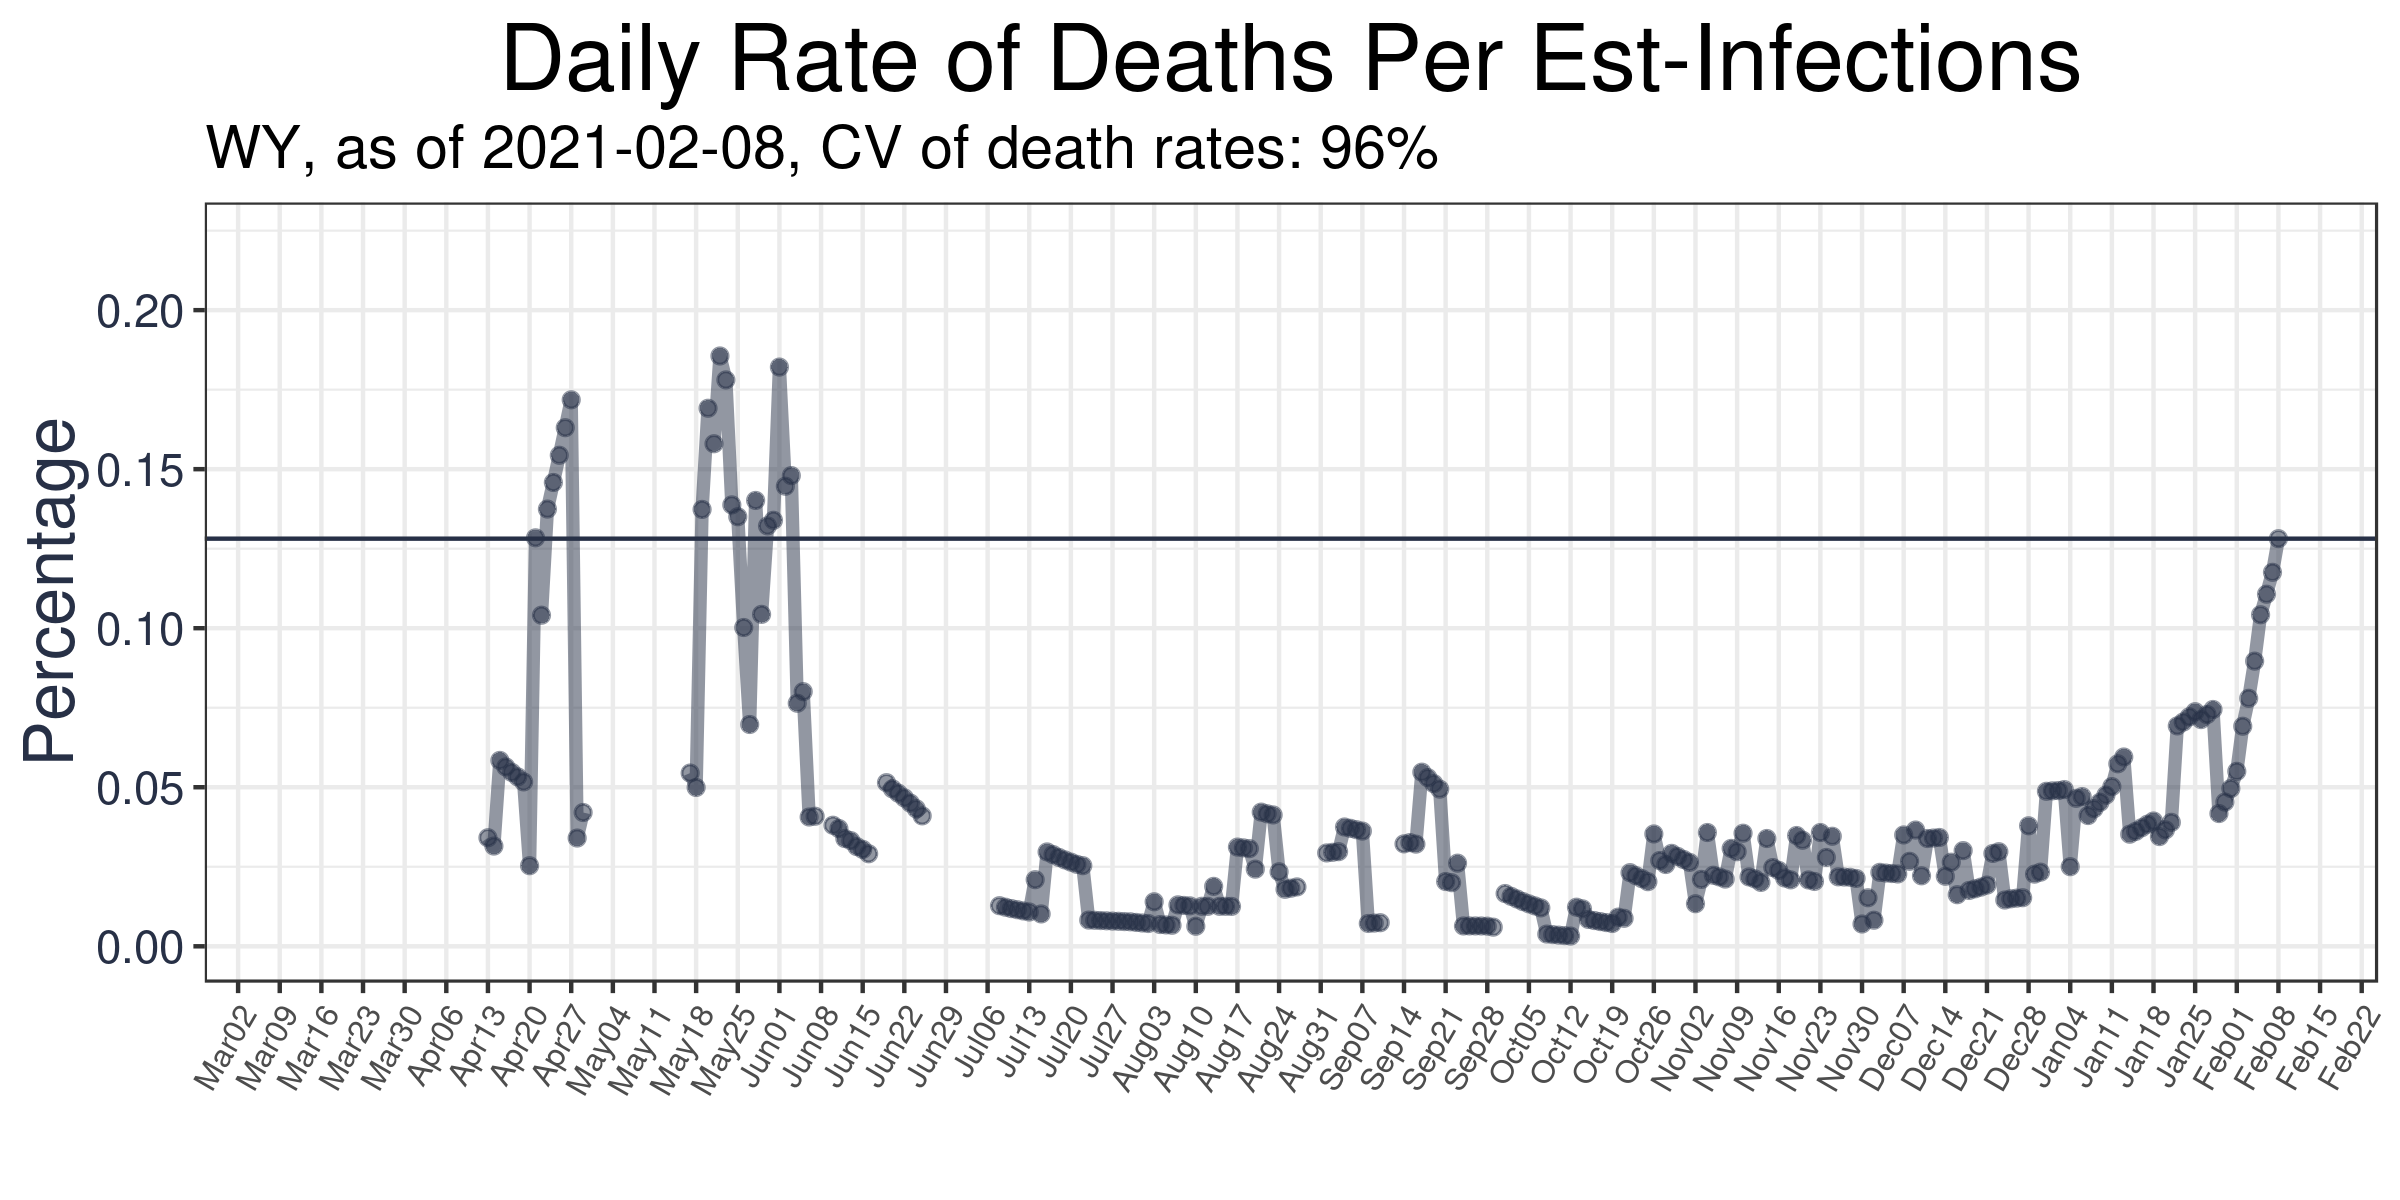 Daily Rate of Deaths Per Est-Infections
WY, as of 2021-02-08, CV of death rates: 96%
Percentage
0.20
0.15
0.10
0.05
0.00
Mar02
Mar09
Mar16
Mar23
Mar30
Apr06
Apr13
Apr20
Apr27
May04
May11
May18
May25
Jun01
Jun08
Jun15
Jun22
Jun29
Jul06
Jul13
Jul20
Jul27
Aug03
Aug10
Aug17
Aug24
Aug31
Sep07
Sep14
Sep21
Sep28
Oct05
Oct12
Oct19
Oct26
Nov02
Nov09
Nov16
Nov23
Nov30
Dec07
Dec14
Dec21
Dec28
Jan04
Jan11
Jan18
Jan25
Feb01
Feb08
Feb15
Feb22